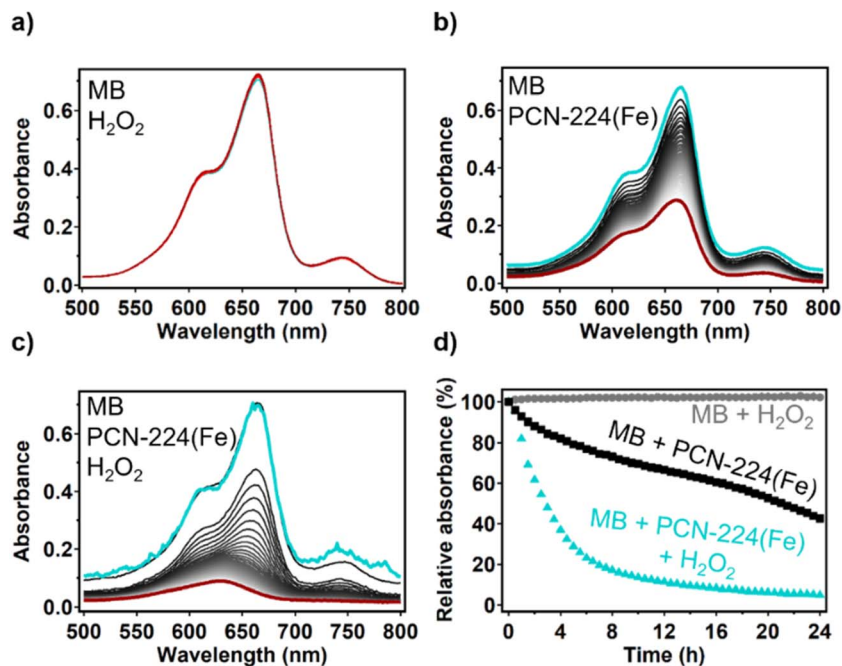 a)
MB
H₂O₂
Absorbance
0.6
0.4
0.2
0.0
500 550 600 650 700 750 800
Wavelength (nm)
b)
MB
PCN-224(Fe)
Absorbance
0.6
0.4
0.2
0.0
500 550 600 650 700 750 800
Wavelength (nm)
c)
MB
PCN-224(Fe)
H₂O₂
Absorbance
0.6
0.4
0.2
0.0
500 550 600 650 700 750 800
Wavelength (nm)
d)
Relative absorbance (%)
100
80
60
40
20
0
MB + H₂O₂
MB + PCN-224(Fe)
MB + PCN-224(Fe)
+ H₂O₂
0 4 8 12 16 20 24
Time (h)